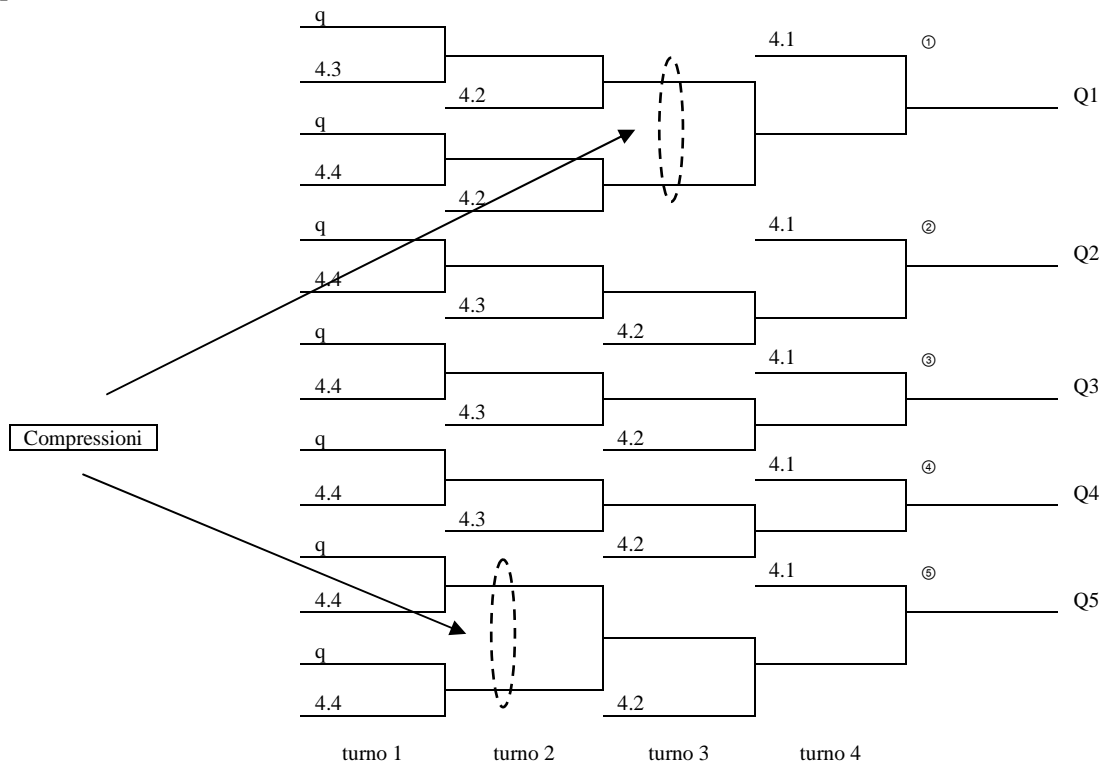 q
4.1 ①
4.3
4.2 Q1
q
4.4
4.2
q 4.1 ②
Q2
4.4
4.3
4.2
q
4.1 ③
4.4 Q3
4.3
Compressioni
q 4.2
4.1 ④
4.4 Q4
4.3
q 4.2
4.1 ⑤
4.4 Q5
q
4.4 4.2
turno 1 turno 2 turno 3 turno 4